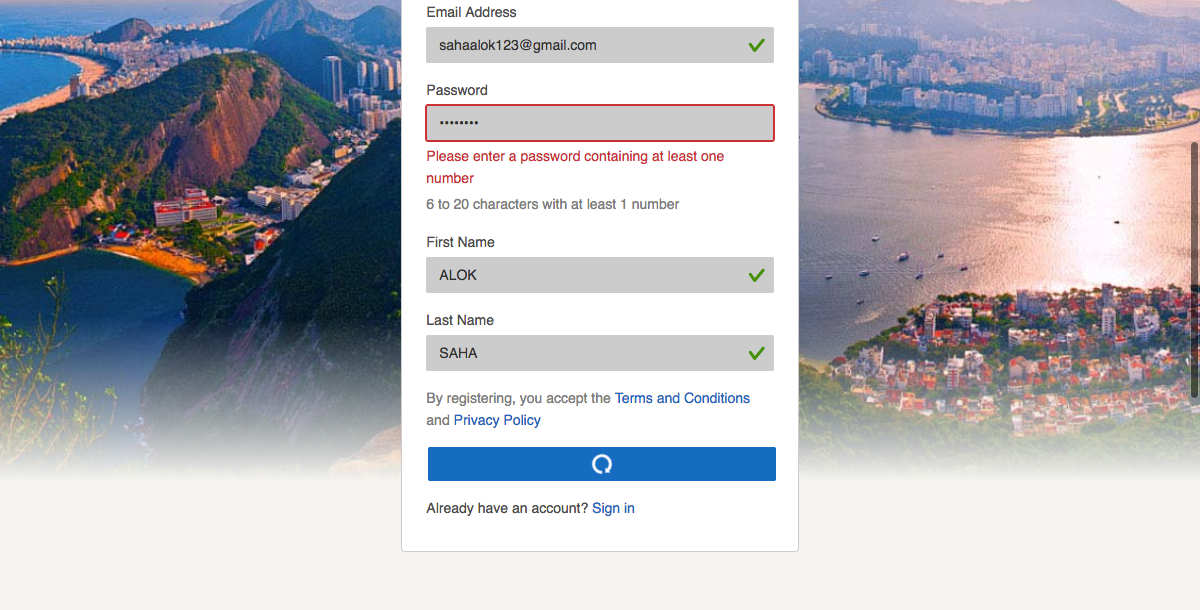 Email Address
sahaalok123@gmail.com
Password
••••••••
Please enter a password containing at least one
number
6 to 20 characters with at least 1 number
First Name
ALOK
Last Name
SAHA
By registering, you accept the Terms and Conditions
and Privacy Policy
Already have an account? Sign in